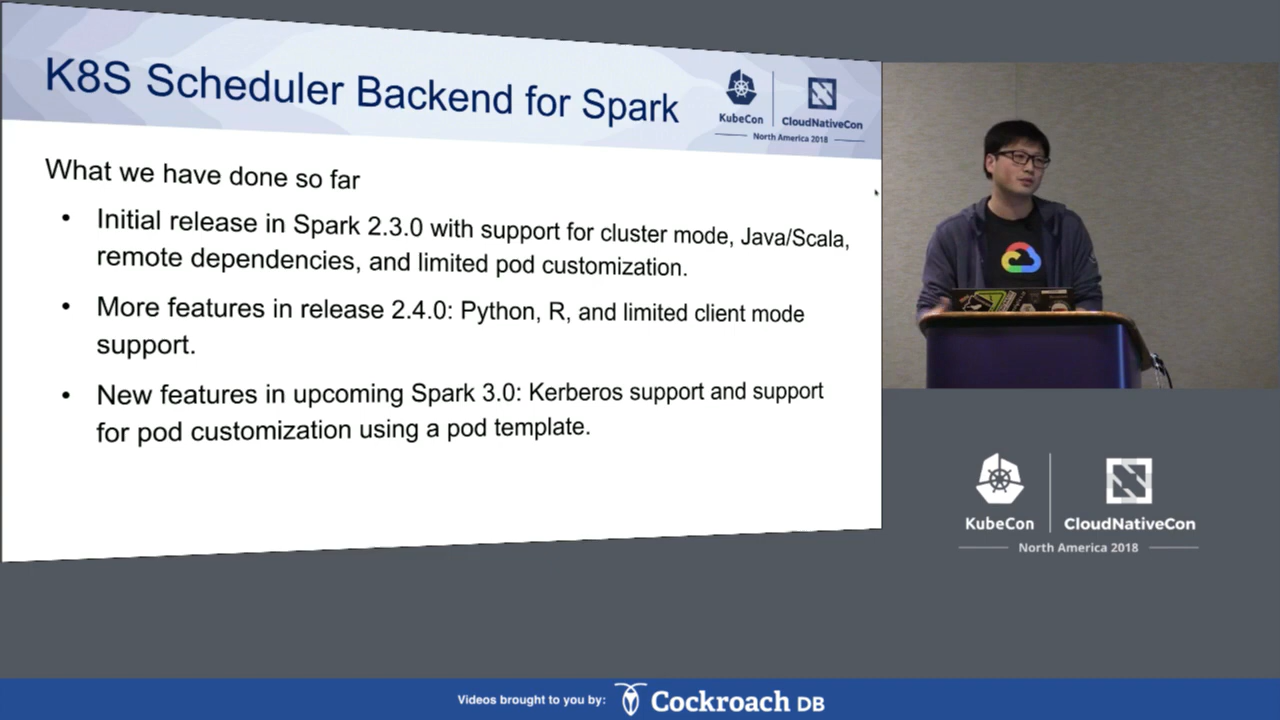 K8S Scheduler Backend for Spark
KubeCon
CloudNativeCon
North America 2018
What we have done so far
• Initial release in Spark 2.3.0 with support for cluster mode, Java/Scala,
remote dependencies, and limited pod customization.
• More features in release 2.4.0: Python, R, and limited client mode
support.
• New features in upcoming Spark 3.0: Kerberos support and support
for pod customization using a pod template.
KubeCon
CloudNativeCon
North America 2018
Videos brought to you by:
Cockroach DB